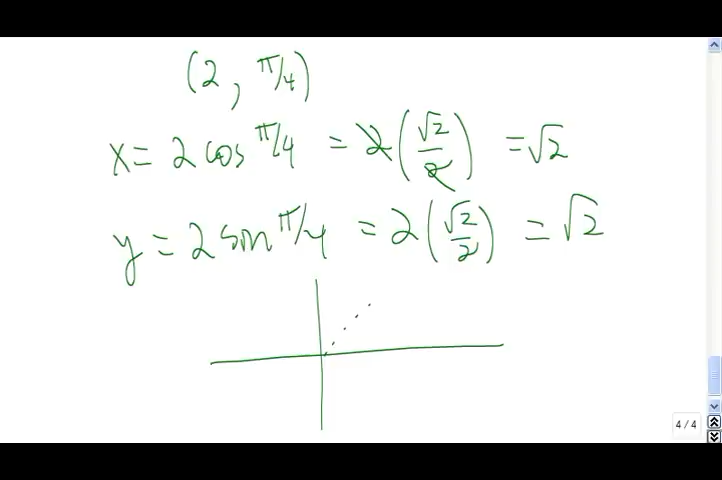 (2, π/4)
x = 2 cos π/4 = 2(√2/2) = √2
y = 2 sin π/4 = 2(√2/2) = √2
4 / 4